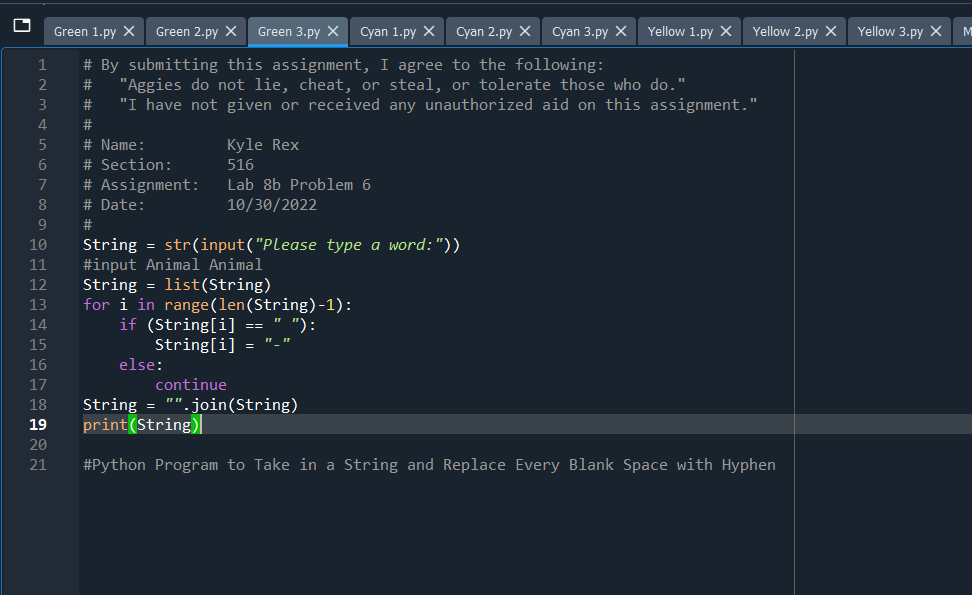 Green 1.py Green 2.py Green 3.py Cyan 1.py Cyan 2.py Cyan 3.py Yellow 1.py Yellow 2.py Yellow 3.py M
1 # By submitting this assignment, I agree to the following:
2 #   "Aggies do not lie, cheat, or steal, or tolerate those who do."
3 #   "I have not given or received any unauthorized aid on this assignment."
4 #
5 # Name:         Kyle Rex
6 # Section:      516
7 # Assignment:   Lab 8b Problem 6
8 # Date:         10/30/2022
9 #
10 String = str(input("Please type a word:"))
11 #input Animal Animal
12 String = list(String)
13 for i in range(len(String)-1):
14     if (String[i] == " "):
15         String[i] = "-"
16     else:
17         continue
18 String = "".join(String)
19 print(String)
20
21 #Python Program to Take in a String and Replace Every Blank Space with Hyphen